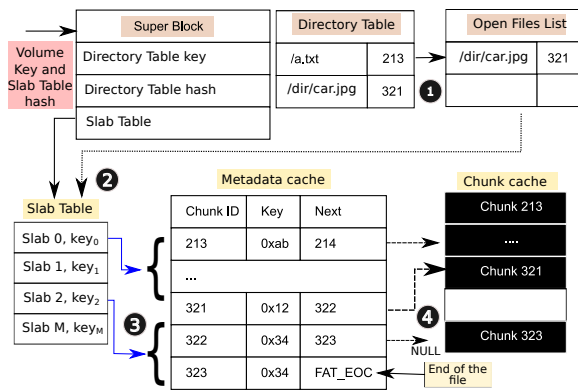 Volume
Key and
Slab Table
hash
Super Block
Directory Table key
Directory Table hash
Slab Table
Directory Table
/a.txt 213
/dir/car.jpg 321
1
Open Files List
/dir/car.jpg 321
2
Slab Table
Slab 0, key₀
Slab 1, key₁
Slab 2, key₂
Slab M, keyM
3
Metadata cache
Chunk ID Key Next
213 0xab 214
...
321 0x12 322
322 0x34 323
323 0x34 FAT_EOC
Chunk cache
Chunk 213
....
Chunk 321
4
Chunk 323
NULL
End of the
file